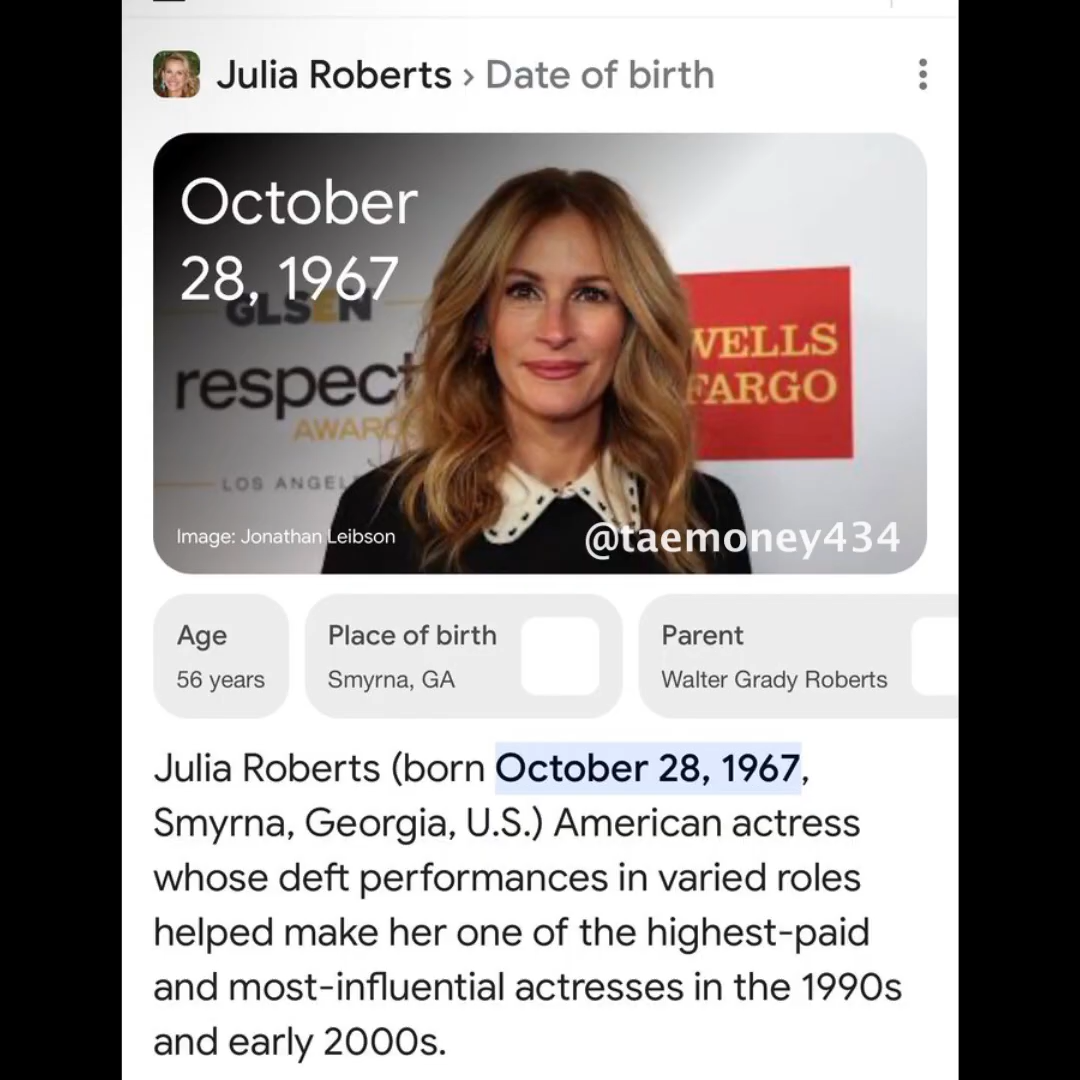 Julia Roberts › Date of birth
October
28, 1967
GLSEN
respect
AWARDS
LOS ANGEL
WELLS
FARGO
Image: Jonathan Leibson
@taemoney434
Age
56 years
Place of birth
Smyrna, GA
Parent
Walter Grady Roberts
Julia Roberts (born October 28, 1967,
Smyrna, Georgia, U.S.) American actress
whose deft performances in varied roles
helped make her one of the highest-paid
and most-influential actresses in the 1990s
and early 2000s.